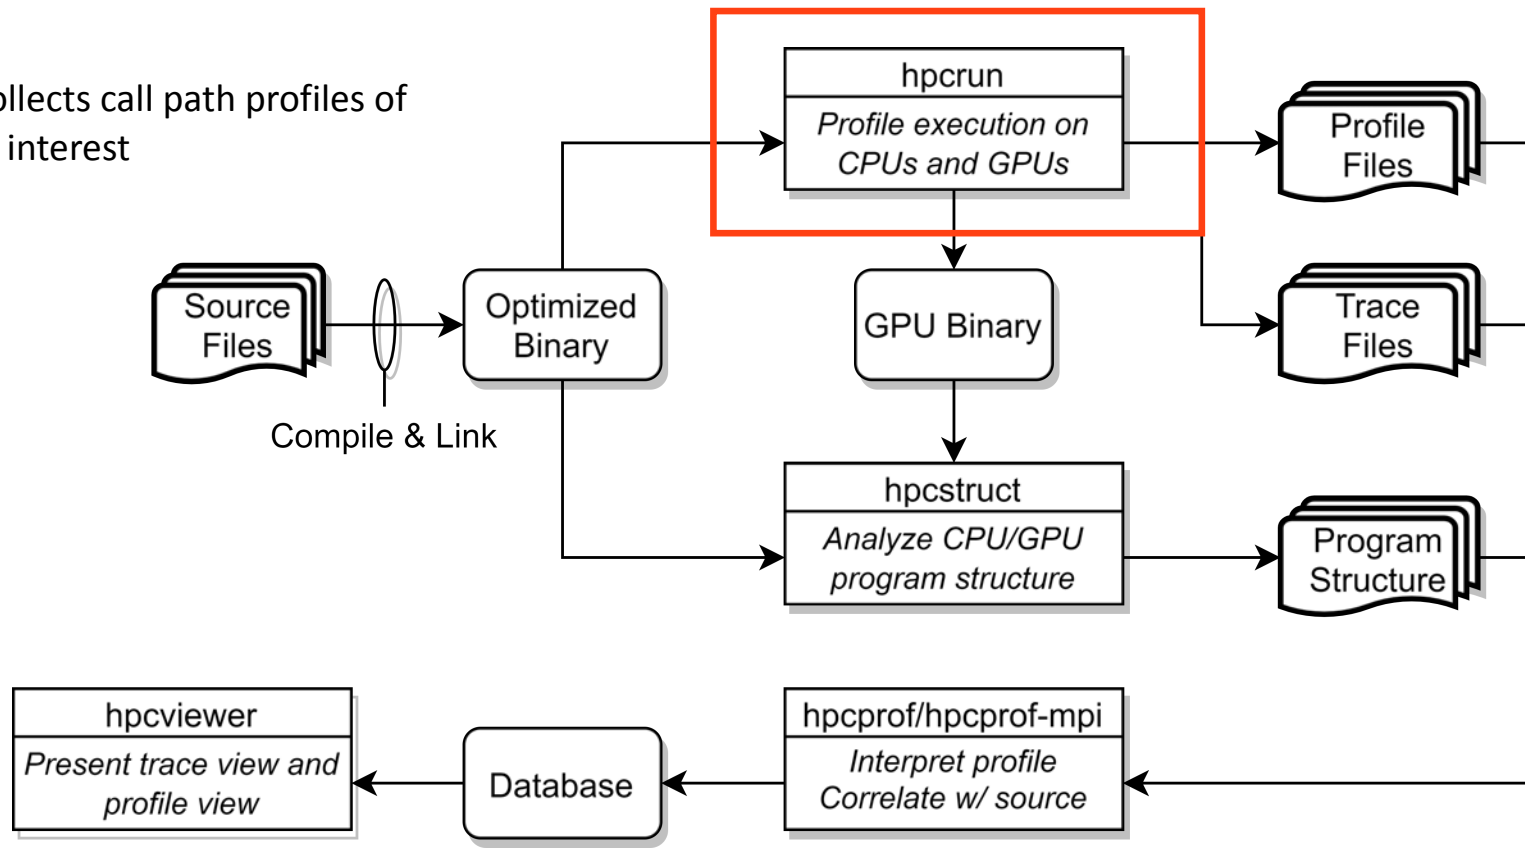 ollects call path profiles of
interest
hpcrun
Profile execution on
CPUs and GPUs
Profile
Files
Source
Files
Optimized
Binary
GPU Binary
Trace
Files
Compile & Link
hpcstruct
Analyze CPU/GPU
program structure
Program
Structure
hpcviewer
Present trace view and
profile view
Database
hpcprof/hpcprof-mpi
Interpret profile
Correlate w/ source